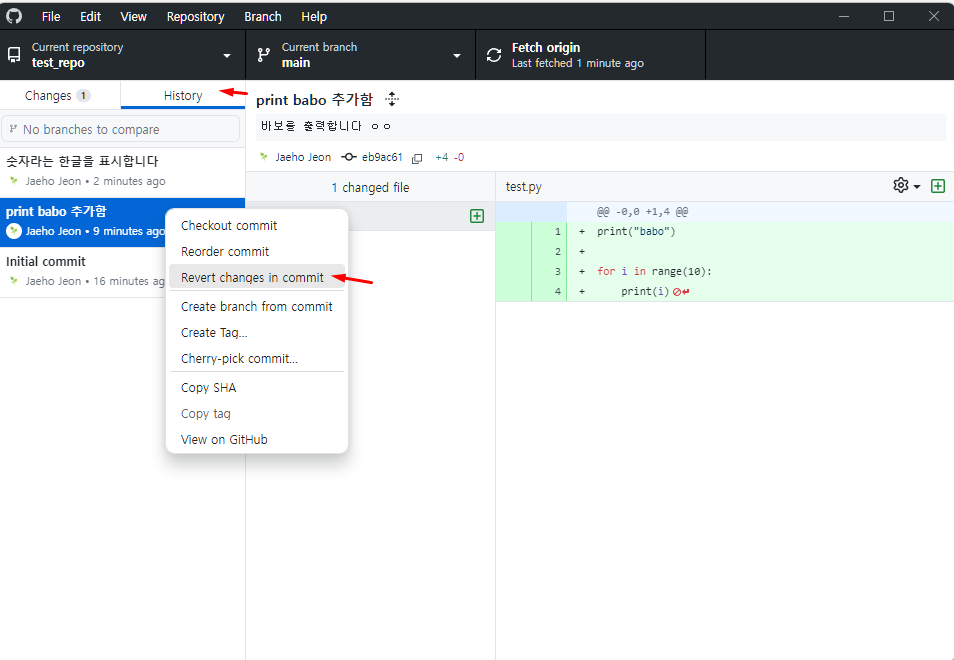 File Edit View Repository Branch Help
Current repository
test_repo
Current branch
main
Fetch origin
Last fetched 1 minute ago
Changes 1
History
No branches to compare
숫자라는 한글을 표시합니다
Jaeho Jeon • 2 minutes ago
print babo 추가함
Jaeho Jeon • 9 minutes ago
Initial commit
Jaeho Jeon • 16 minutes ag
Checkout commit
Reorder commit
Revert changes in commit
Create branch from commit
Create Tag...
Cherry-pick commit...
Copy SHA
Copy tag
View on GitHub
print babo 추가함
바보를 출력합니다 ㅇㅇ
Jaeho Jeon eb9ac61 +4 -0
1 changed file
test.py
@@ -0,0 +1,4 @@
1 + print("babo")
2 +
3 + for i in range(10):
4 + print(i)